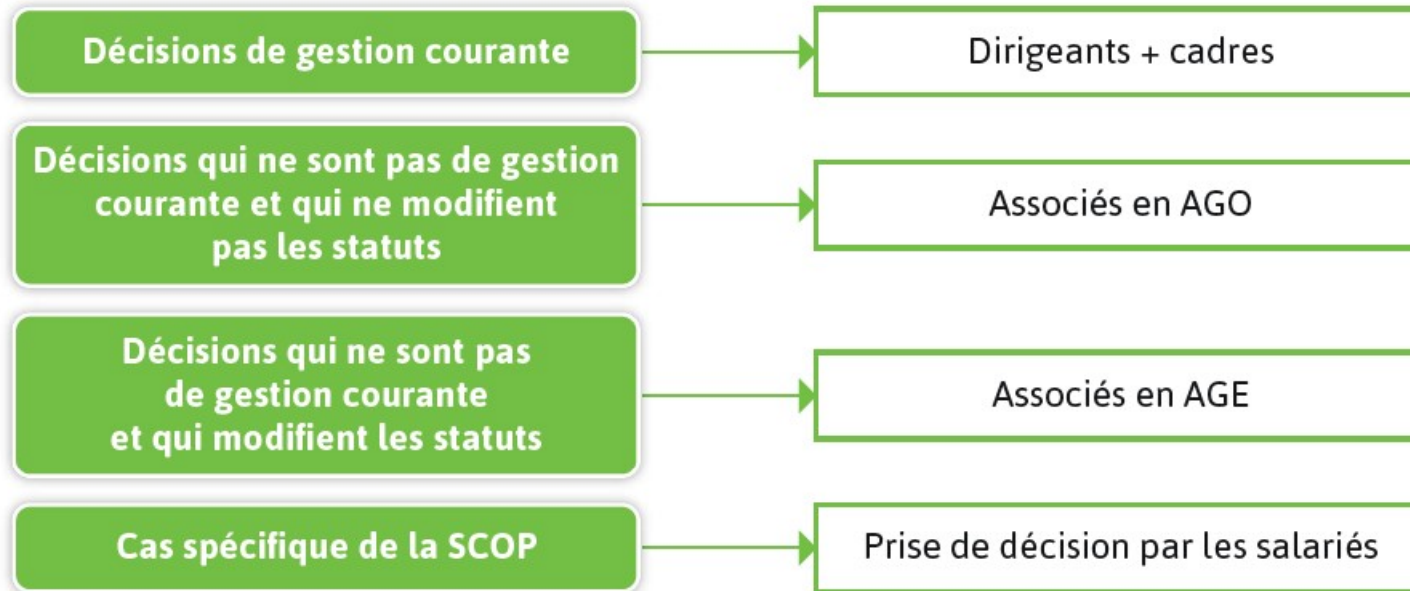 Décisions de gestion courante
Dirigeants + cadres
Décisions qui ne sont pas de gestion
courante et qui ne modifient
pas les statuts
Associés en AGO
Décisions qui ne sont pas
de gestion courante
et qui modifient les statuts
Associés en AGE
Cas spécifique de la SCOP
Prise de décision par les salariés